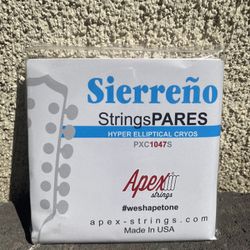 Sierreño
StringsPARES
HYPER ELLIPTICAL CRYOS
PXC1047S
Apex
strings
#weshapetone
apex-strings.com
Made In USA